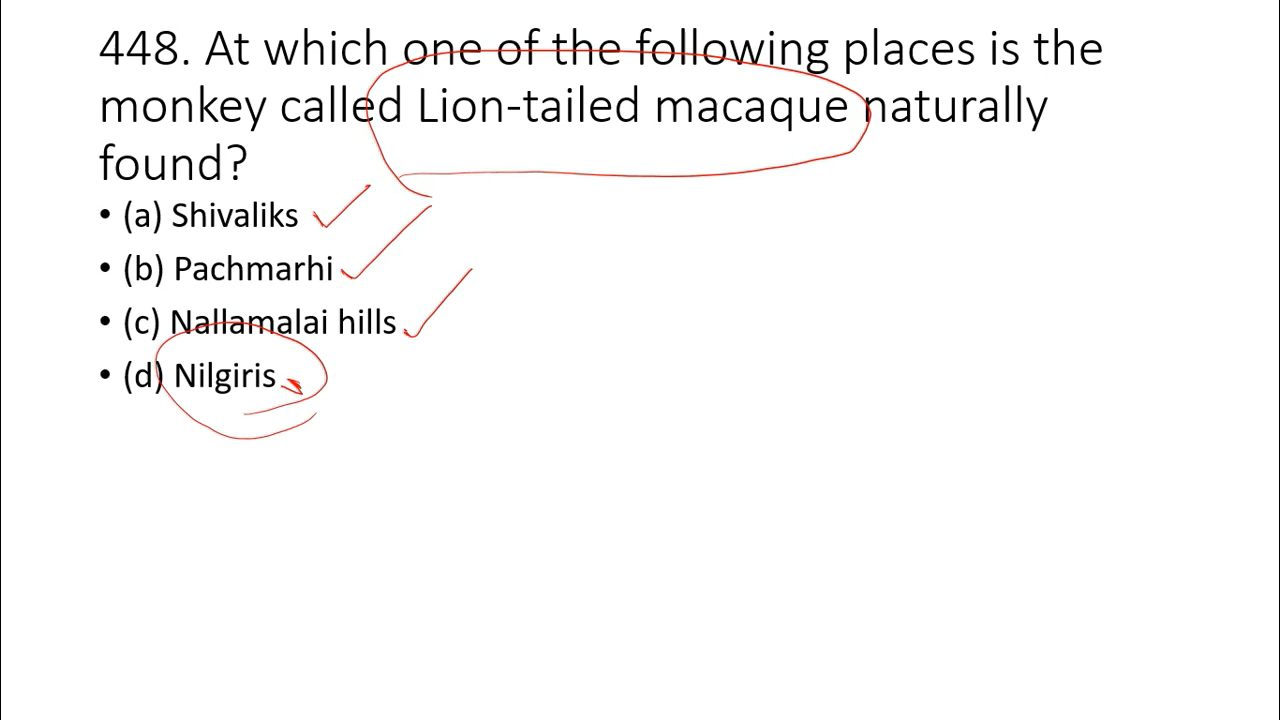 448. At which one of the following places is the
monkey called Lion-tailed macaque naturally
found?
• (a) Shivaliks
• (b) Pachmarhi
• (c) Nallamalai hills
• (d) Nilgiris